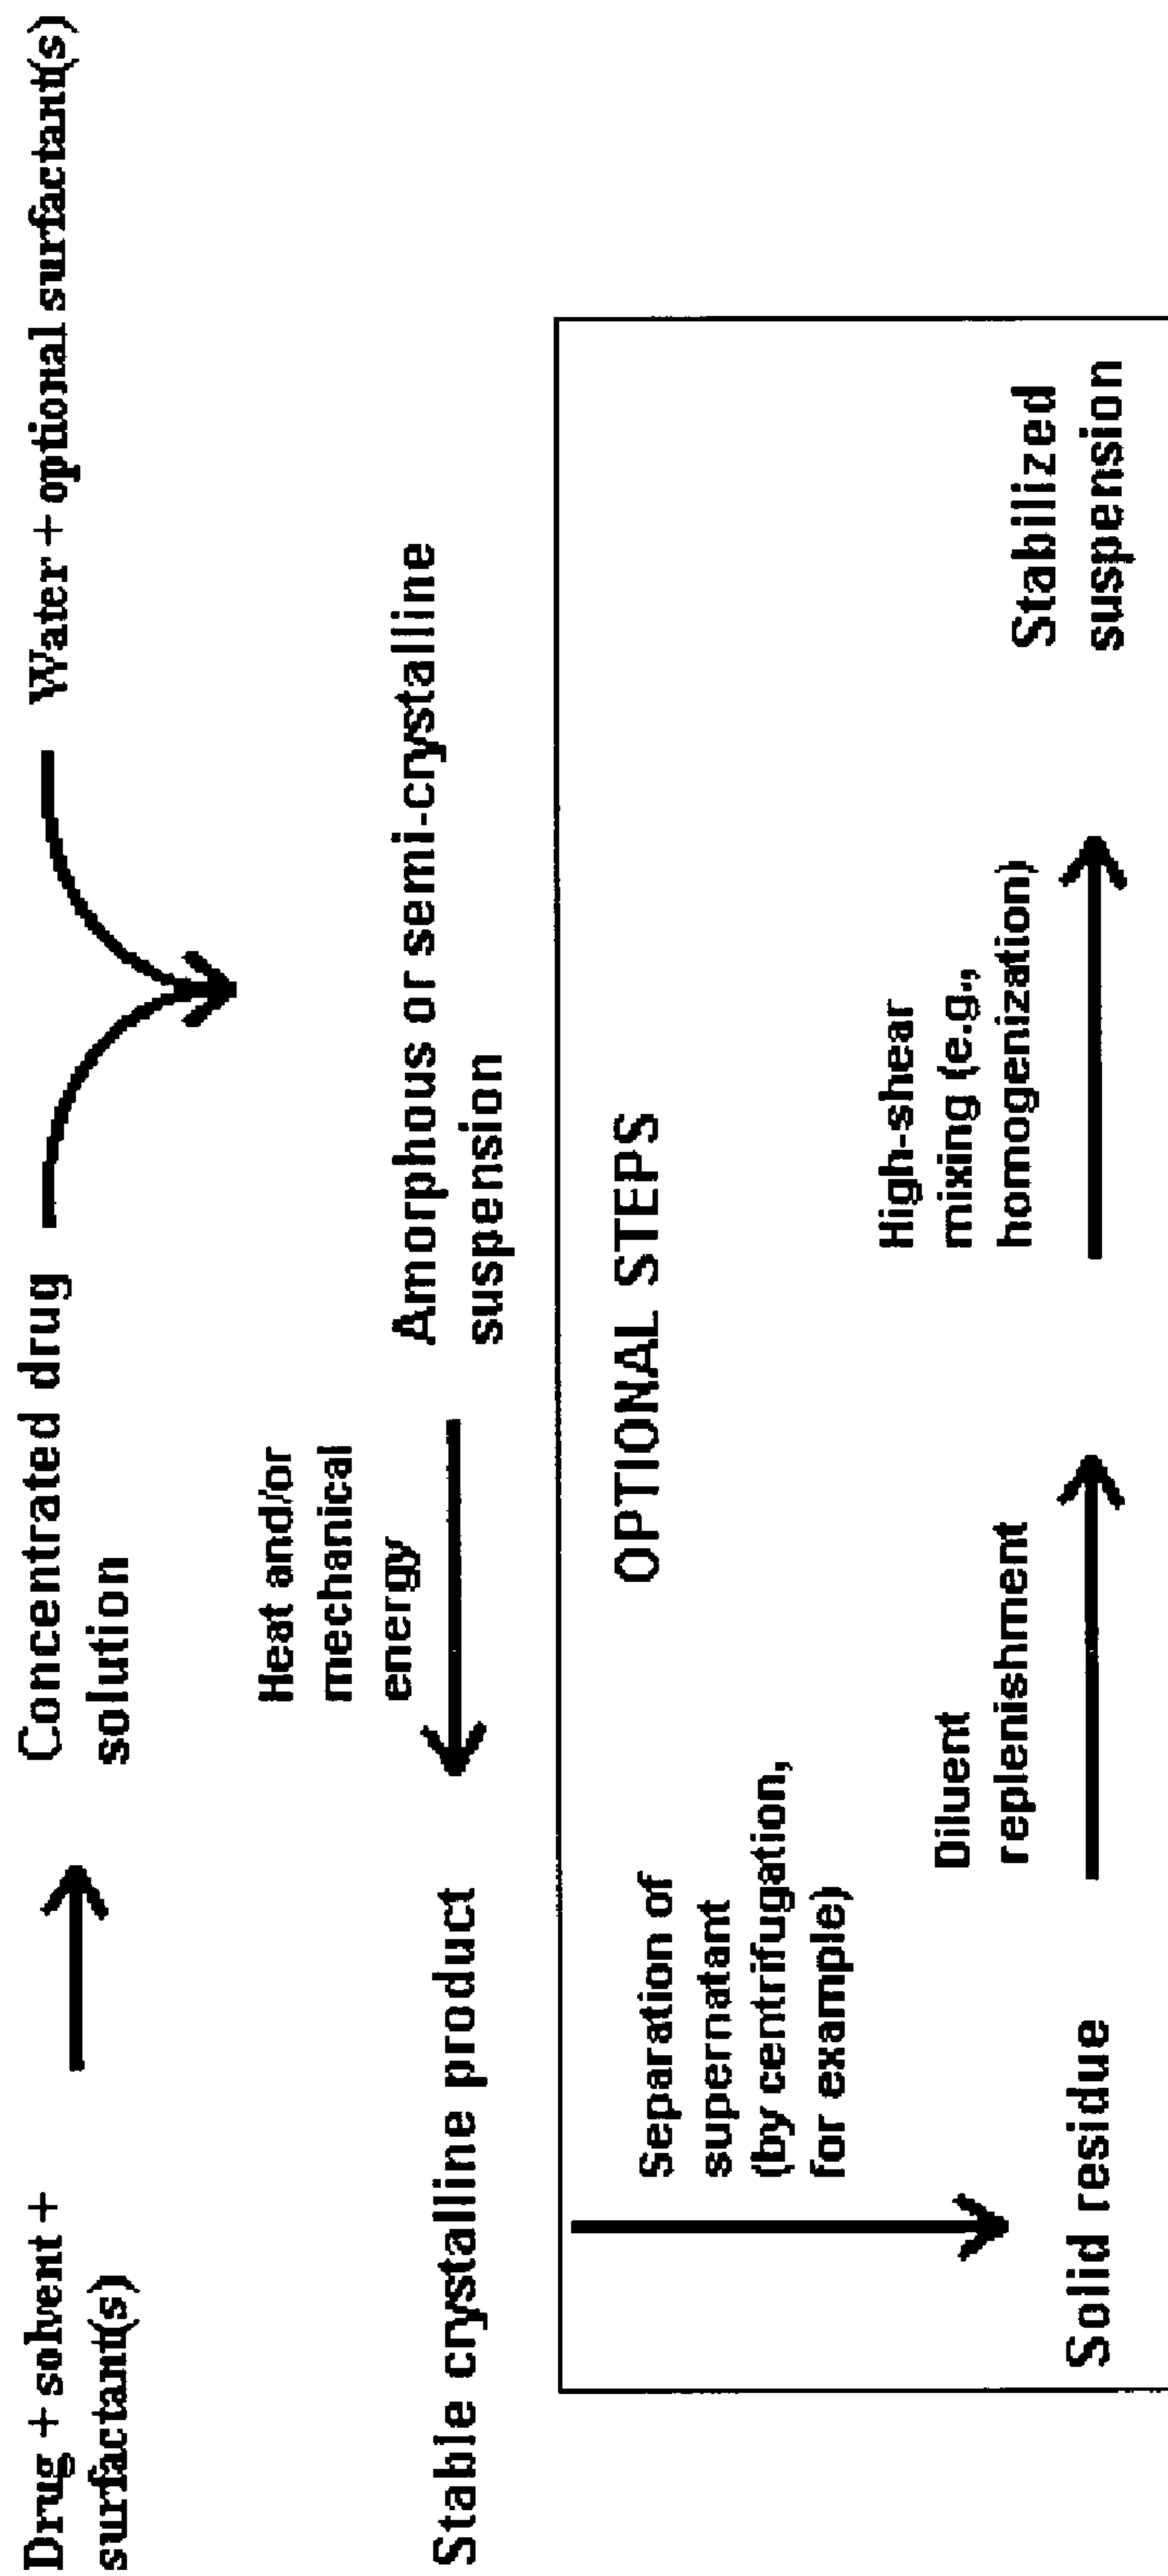 Drug + solvent +
surfactant(s)
Concentrated drug
solution
Water + optional surfactant(s)
Heat and/or
mechanical
energy
Amorphous or semi-crystalline
suspension
Stable crystalline product
OPTIONAL STEPS
Separation of
supernatant
(by centrifugation,
for example)
Solid residue
Diluent
replenishment
High-shear
mixing (e.g.,
homogenization)
Stabilized
suspension